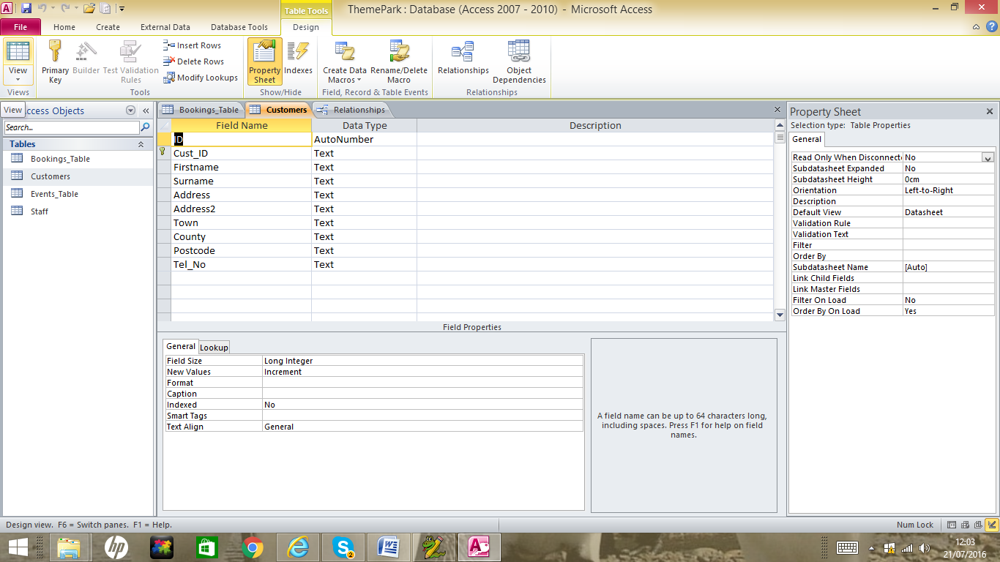 Table Tools
ThemePark : Database (Access 2007 - 2010) - Microsoft Access
File Home Create External Data Database Tools Design
View
Primary Key
Builder
Test Validation Rules
Insert Rows
Delete Rows
Modify Lookups
Property Sheet
Indexes
Create Data Macros
Rename/Delete Macro
Relationships
Object Dependencies
Views
Tools
Show/Hide
Field, Record & Table Events
Relationships
View
ccess Objects
Search...
Tables
Bookings_Table
Customers
Events_Table
Staff
Bookings_Table Customers Relationships
Field Name Data Type Description
ID AutoNumber
Cust_ID Text
Firstname Text
Surname Text
Address Text
Address2 Text
Town Text
County Text
Postcode Text
Tel_No Text
Field Properties
General Lookup
Field Size Long Integer
New Values Increment
Format
Caption
Indexed No
Smart Tags
Text Align General
A field name can be up to 64 characters long,
including spaces. Press F1 for help on field
names.
Property Sheet
Selection type: Table Properties
General
Read Only When Disconnecte No
Subdatasheet Expanded No
Subdatasheet Height 0cm
Orientation Left-to-Right
Description
Default View Datasheet
Validation Rule
Validation Text
Filter
Order By
Subdatasheet Name [Auto]
Link Child Fields
Link Master Fields
Filter On Load No
Order By On Load Yes
Design view. F6 = Switch panes. F1 = Help.
Num Lock
hp
2
12:03
21/07/2016